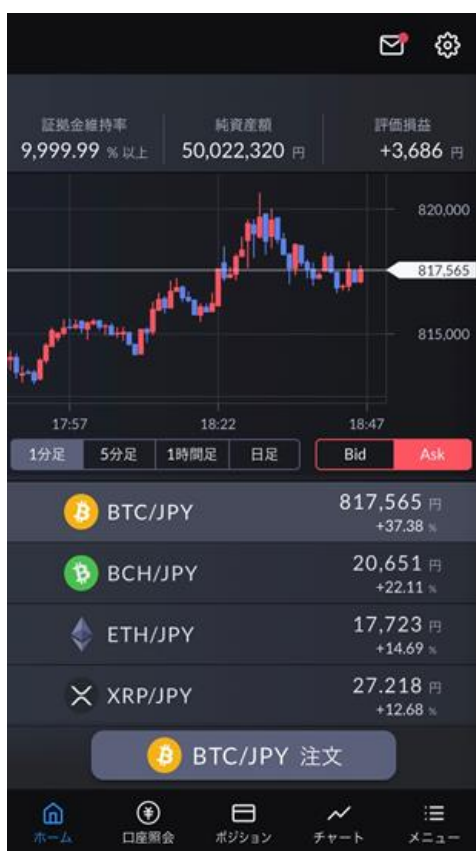 証拠金維持率 純資産額 評価損益
9,999.99 % 以上 50,022,320 円 +3,686 円
820,000
817,565
815,000
17:57 18:22 18:47
1分足 5分足 1時間足 日足 Bid Ask
BTC/JPY 817,565 円
+37.38 %
BCH/JPY 20,651 円
+22.11 %
ETH/JPY 17,723 円
+14.69 %
XRP/JPY 27.218 円
+12.68 %
BTC/JPY 注文
ホーム 口座照会 ポジション チャート メニュー